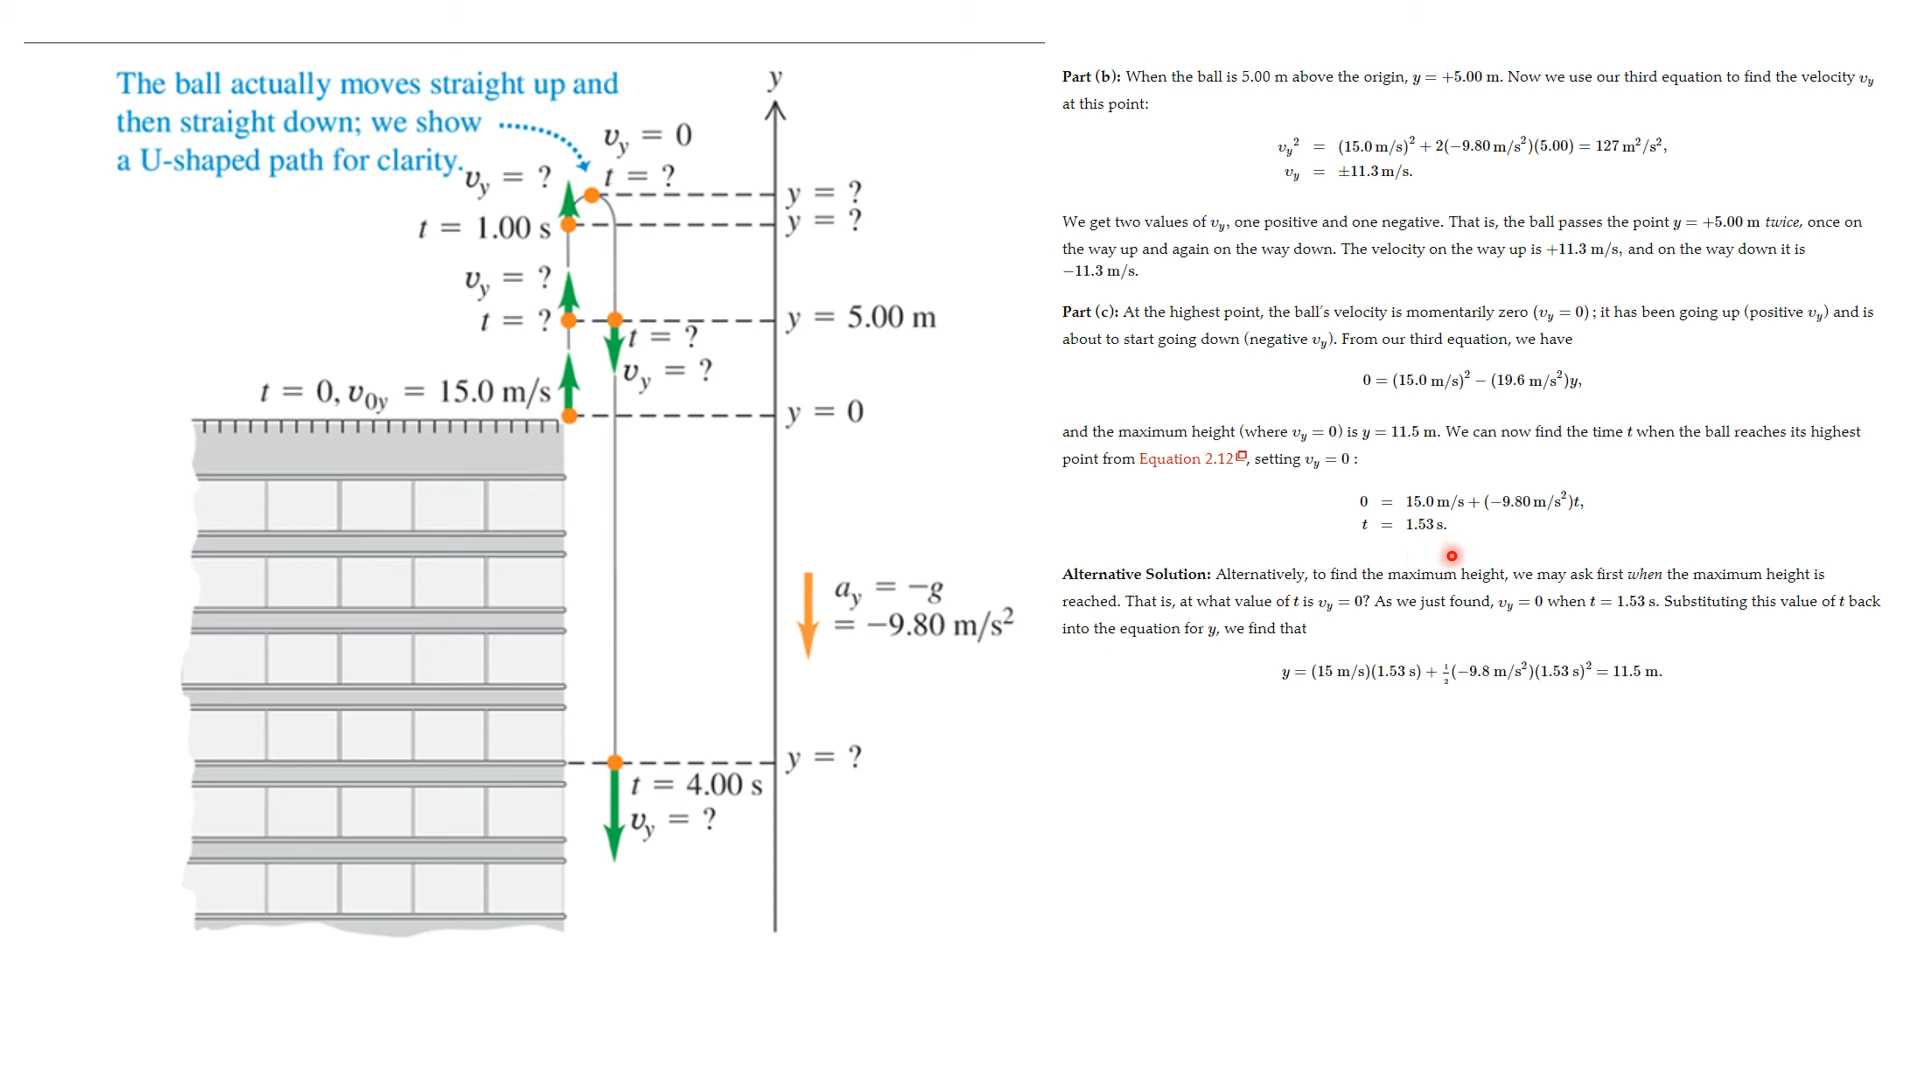 The ball actually moves straight up and
then straight down; we show
a U-shaped path for clarity.
y
v_y = 0
t = ?
v_y = ?
t = 1.00 s
y = ?
y = ?
v_y = ?
t = ?
y = 5.00 m
t = ?
v_y = ?
t = 0, v_0y = 15.0 m/s
y = 0
a_y = −g
= −9.80 m/s²
y = ?
t = 4.00 s
v_y = ?
Part (b): When the ball is 5.00 m above the origin, y = +5.00 m. Now we use our third equation to find the velocity v_y
at this point:
v_y² = (15.0 m/s)² + 2(−9.80 m/s²)(5.00) = 127 m²/s²,
v_y = ±11.3 m/s.
We get two values of v_y, one positive and one negative. That is, the ball passes the point y = +5.00 m twice, once on
the way up and again on the way down. The velocity on the way up is +11.3 m/s, and on the way down it is
−11.3 m/s.
Part (c): At the highest point, the ball's velocity is momentarily zero (v_y = 0); it has been going up (positive v_y) and is
about to start going down (negative v_y). From our third equation, we have
0 = (15.0 m/s)² − (19.6 m/s²)y,
and the maximum height (where v_y = 0) is y = 11.5 m. We can now find the time t when the ball reaches its highest
point from Equation 2.12, setting v_y = 0 :
0 = 15.0 m/s + (−9.80 m/s²)t,
t = 1.53 s.
Alternative Solution: Alternatively, to find the maximum height, we may ask first when the maximum height is
reached. That is, at what value of t is v_y = 0? As we just found, v_y = 0 when t = 1.53 s. Substituting this value of t back
into the equation for y, we find that
y = (15 m/s)(1.53 s) + ½(−9.8 m/s²)(1.53 s)² = 11.5 m.